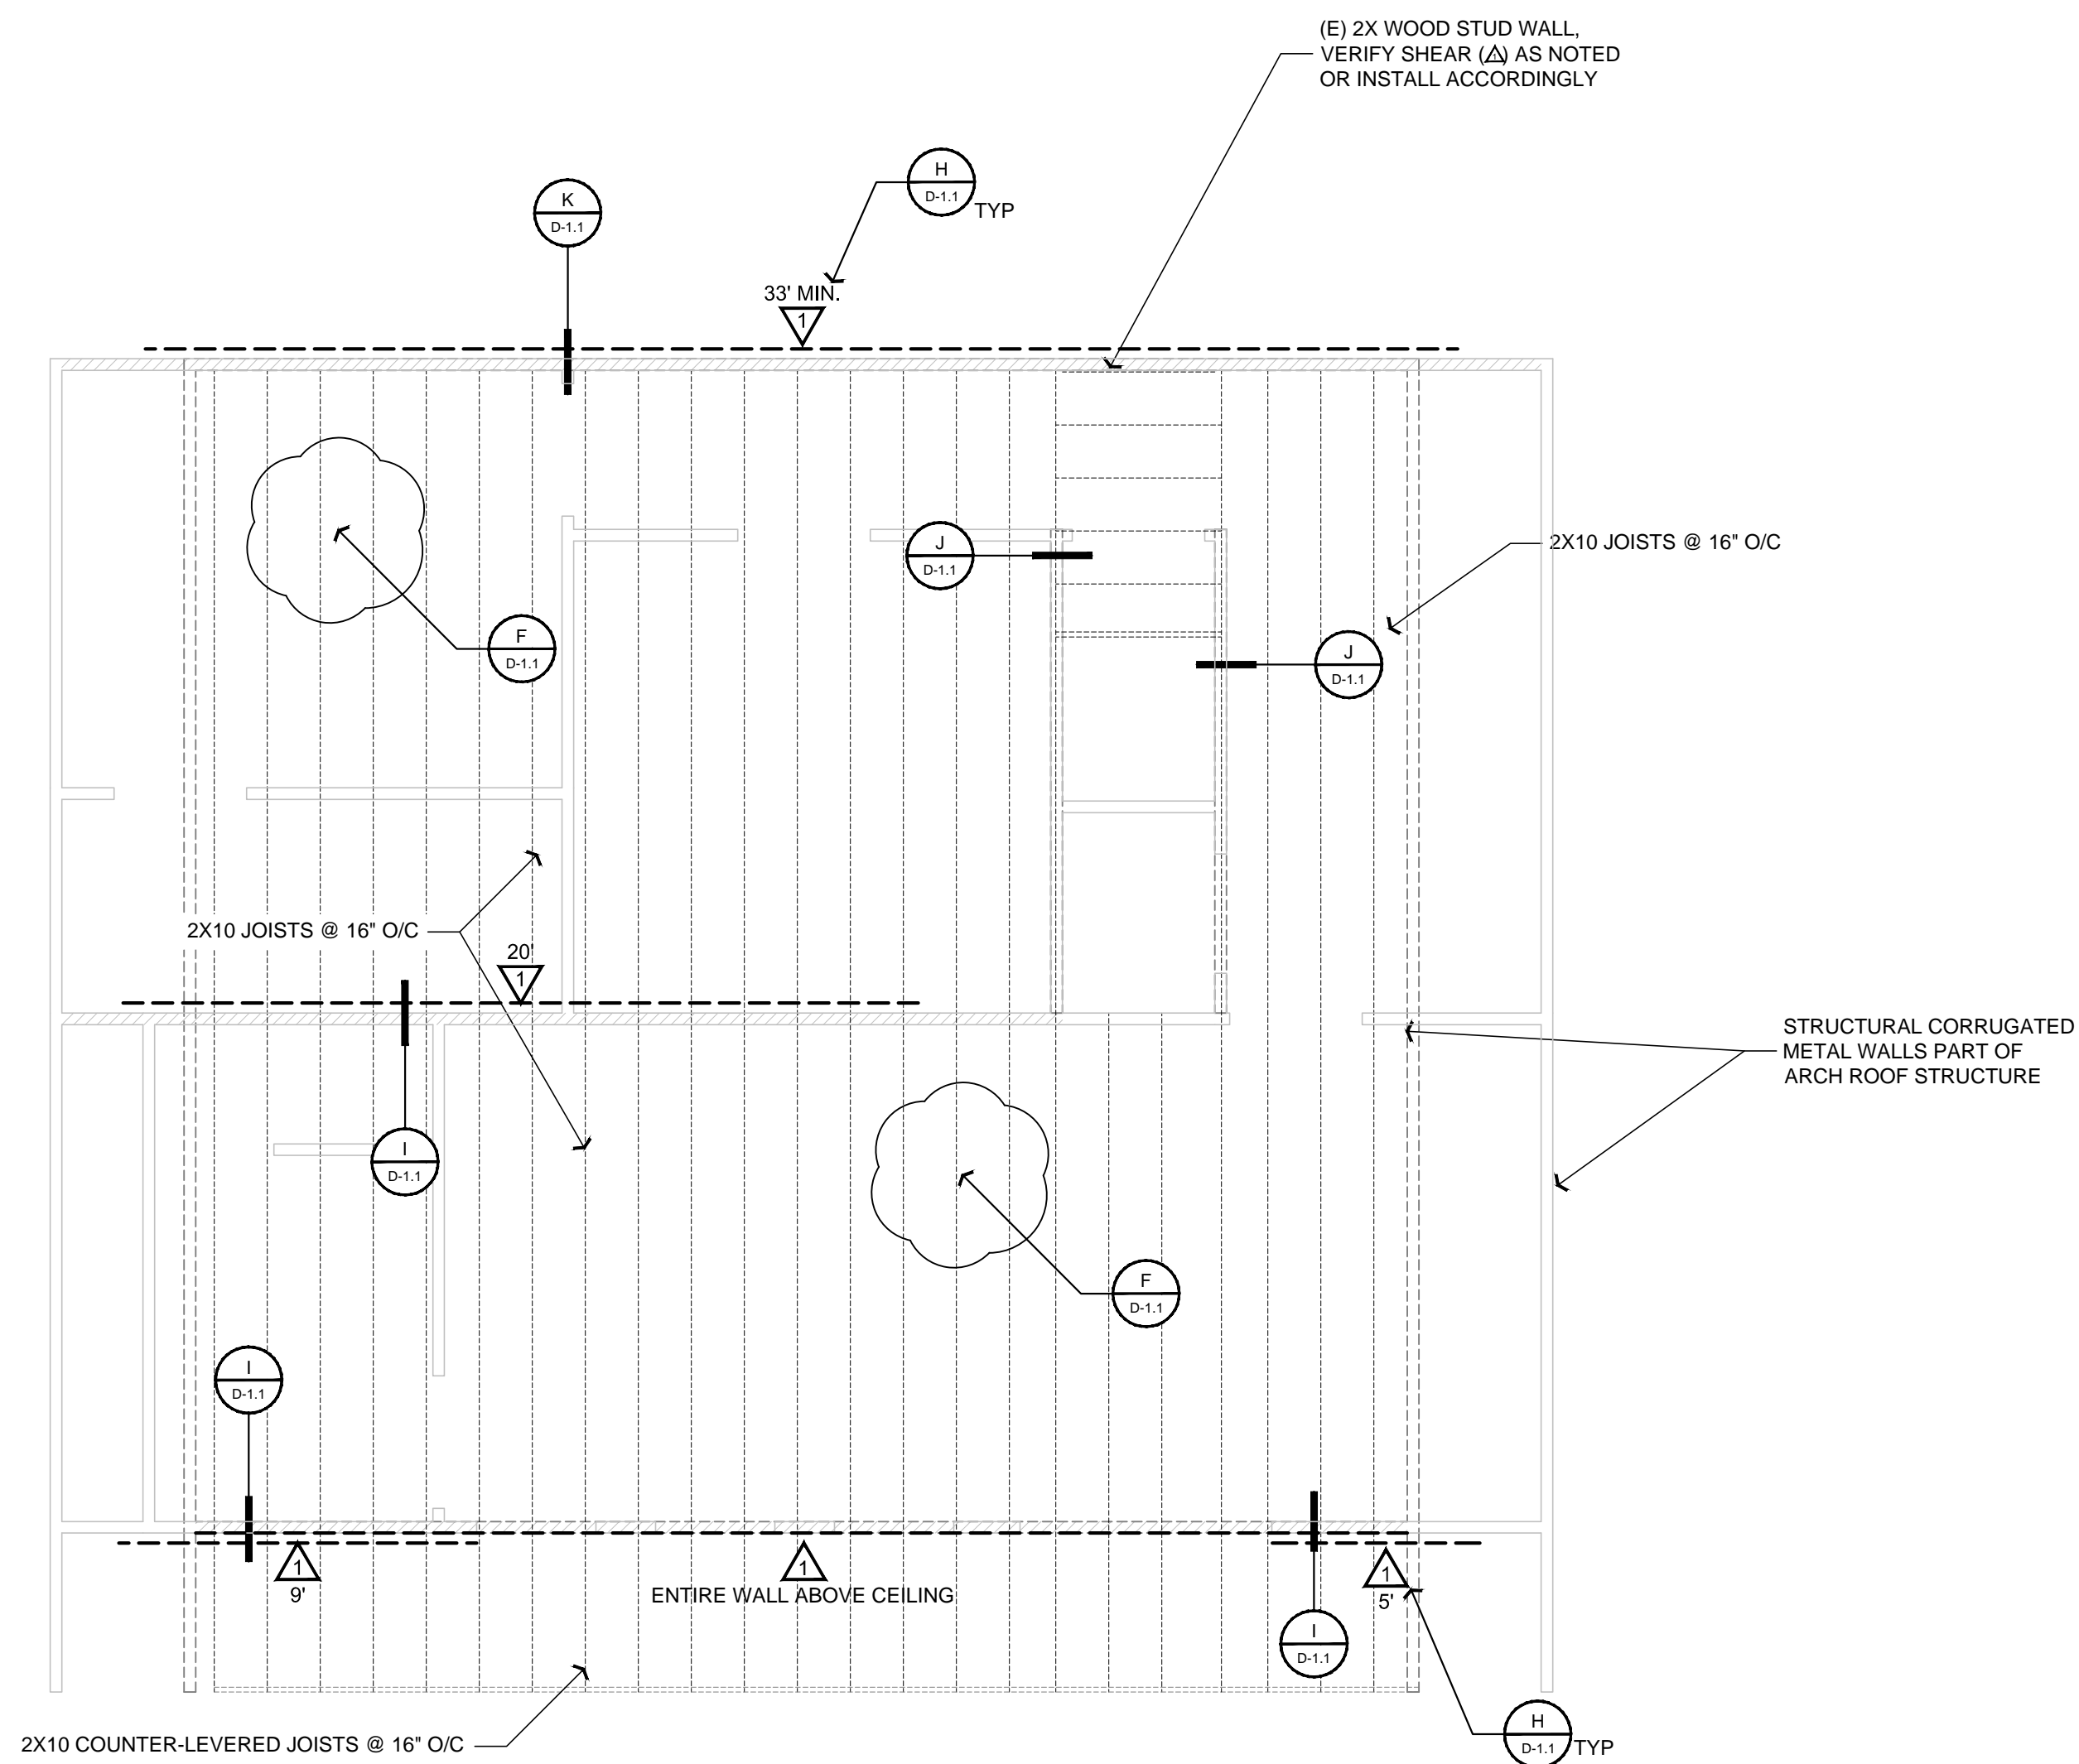 (E) 2X WOOD STUD WALL,
VERIFY SHEAR (1) AS NOTED
OR INSTALL ACCORDINGLY
H
D-1.1
TYP
K
D-1.1
33' MIN.
1
J
D-1.1
2X10 JOISTS @ 16" O/C
F
D-1.1
J
D-1.1
2X10 JOISTS @ 16" O/C
20'
1
STRUCTURAL CORRUGATED
METAL WALLS PART OF
ARCH ROOF STRUCTURE
I
D-1.1
F
D-1.1
I
D-1.1
1
9'
1
ENTIRE WALL ABOVE CEILING
1
5'
I
D-1.1
H
D-1.1
TYP
2X10 COUNTER-LEVERED JOISTS @ 16" O/C